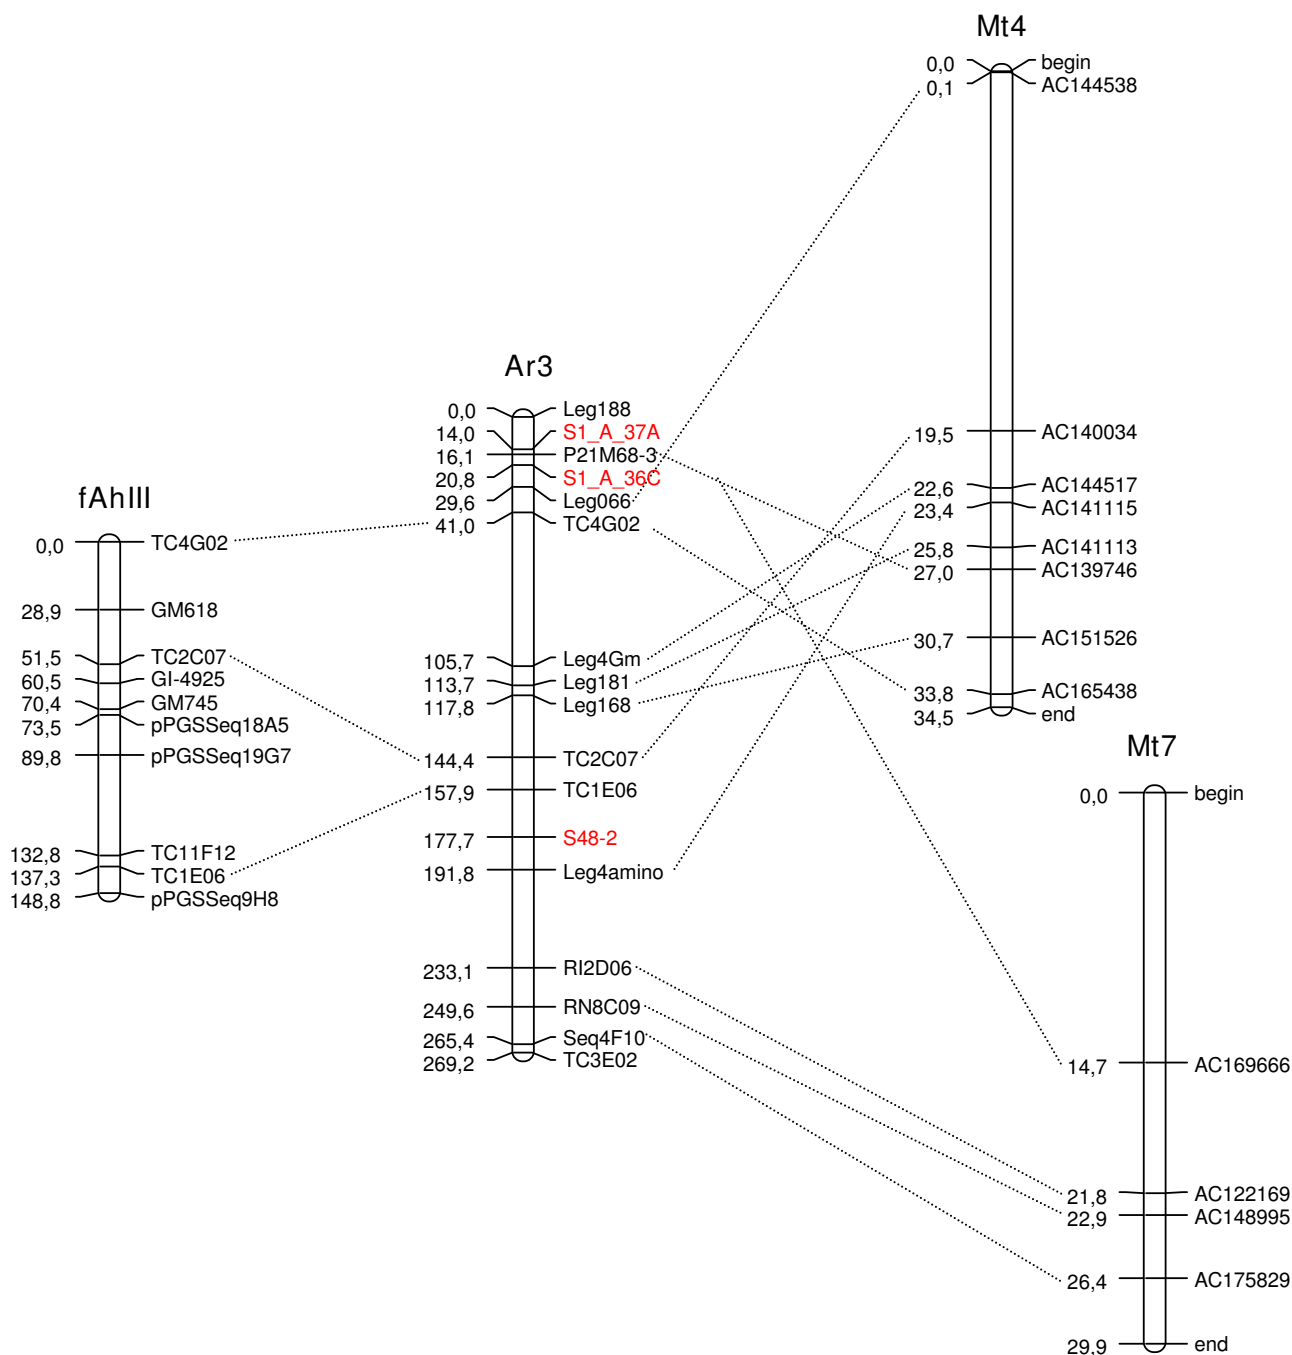 fAhIII
0,0 TC4G02
28,9 GM618
51,5 TC2C07
60,5 GI-4925
70,4 GM745
73,5 pPGSSeq18A5
89,8 pPGSSeq19G7
132,8 TC11F12
137,3 TC1E06
148,8 pPGSSeq9H8
Ar3
0,0 Leg188
14,0 S1_A_37A
16,1 P21M68-3
20,8 S1_A_36C
29,6 Leg066
41,0 TC4G02
105,7 Leg4Gm
113,7 Leg181
117,8 Leg168
144,4 TC2C07
157,9 TC1E06
177,7 S48-2
191,8 Leg4amino
233,1 RI2D06
249,6 RN8C09
265,4 Seq4F10
269,2 TC3E02
Mt4
0,0 begin
0,1 AC144538
19,5 AC140034
22,6 AC144517
23,4 AC141115
25,8 AC141113
27,0 AC139746
30,7 AC151526
33,8 AC165438
34,5 end
Mt7
0,0 begin
14,7 AC169666
21,8 AC122169
22,9 AC148995
26,4 AC175829
29,9 end